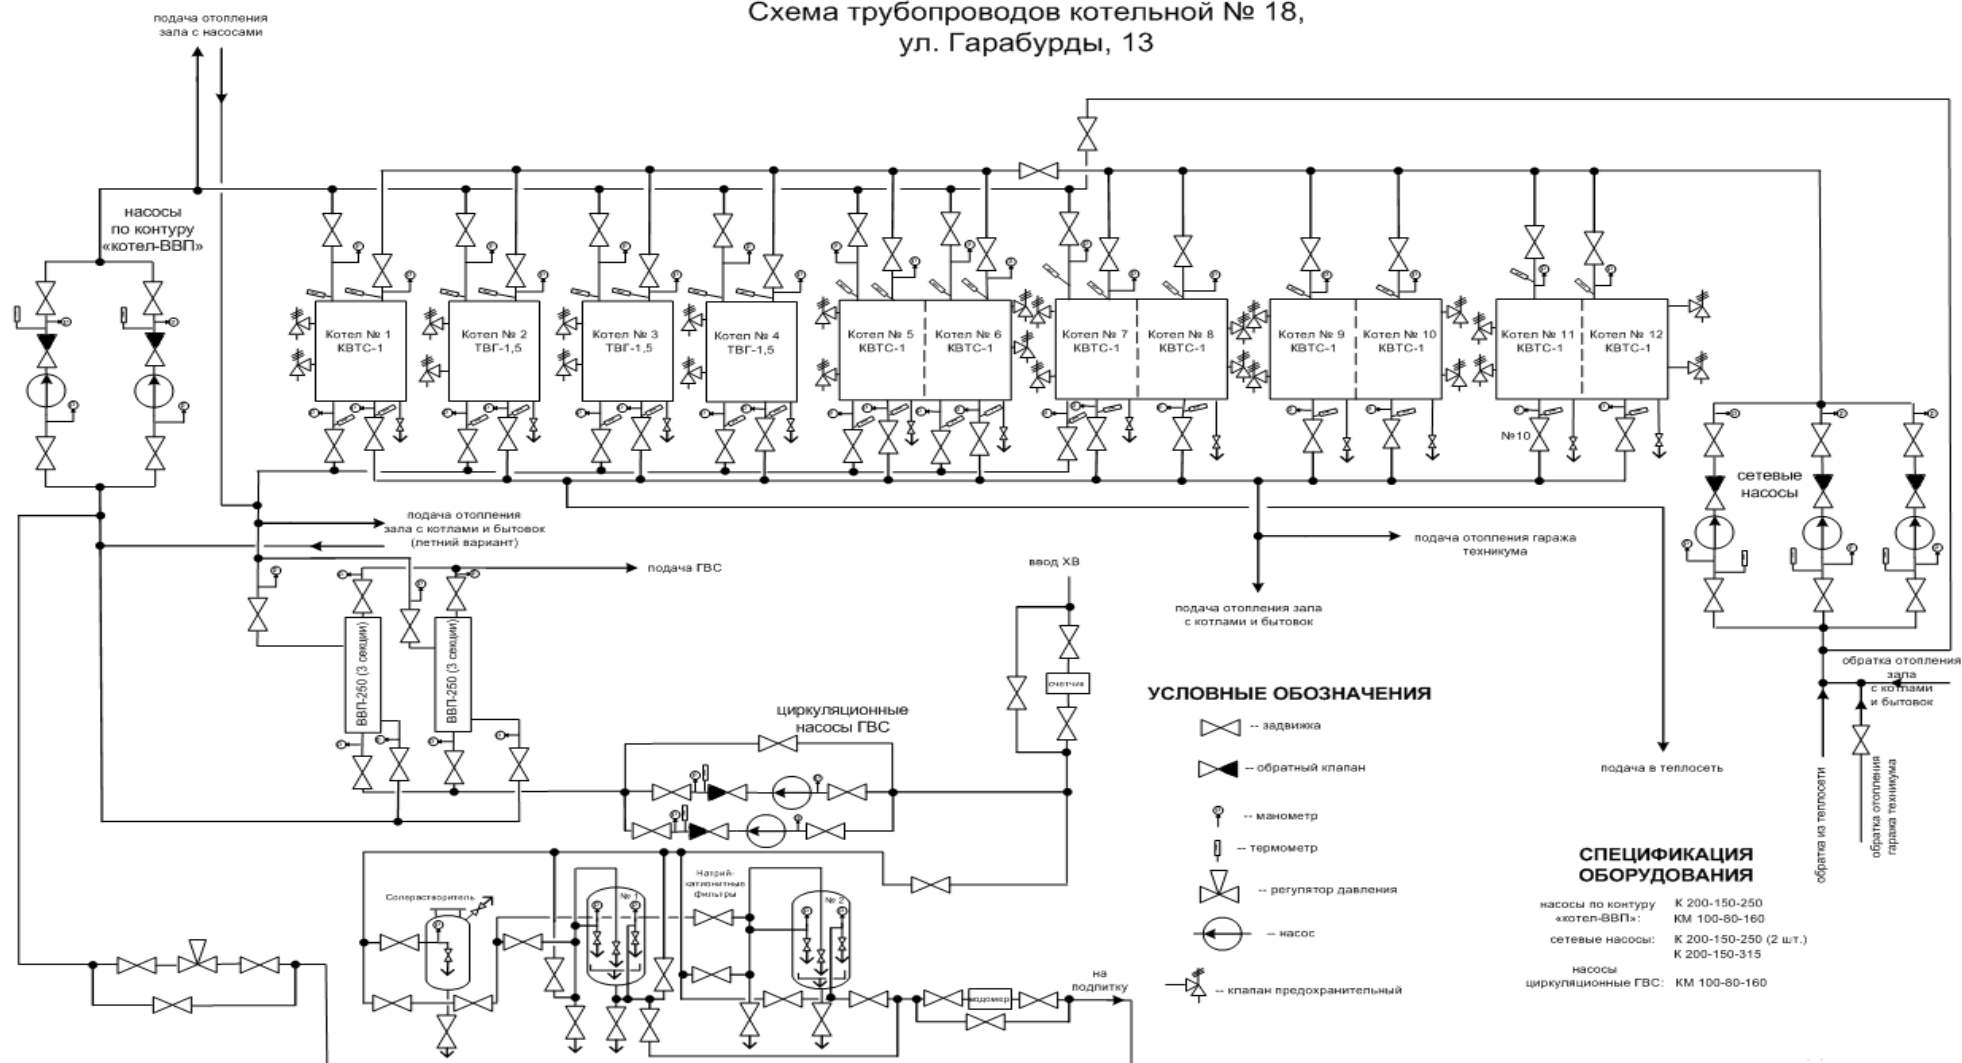 Схема трубопроводов котельной № 18,
ул. Гарабурды, 13
подача отопления
зала с насосами
насосы
по контуру
«котел-ВВП»
Котел № 1
КВТС-1
Котел № 2
ТВГ-1,5
Котел № 3
ТВГ-1,5
Котел № 4
ТВГ-1,5
Котел № 5
КВТС-1
Котел № 6
КВТС-1
Котел № 7
КВТС-1
Котел № 8
КВТС-1
Котел № 9
КВТС-1
Котел № 10
КВТС-1
Котел № 11
КВТС-1
Котел № 12
КВТС-1
№10
сетевые
насосы
подача отопления
зала с котлами и бытовок
(летний вариант)
подача ГВС
ввод ХВ
подача отопления гаража
техникума
подача отопления зала
с котлами и бытовок
ВВП-250 (3 секции)
ВВП-250 (3 секции)
счетчик
циркуляционные
насосы ГВС
обратка отопления
зала
с котлами
и бытовок
подача в теплосеть
обратка из теплосети
обратка отопления
гаража техникума
УСЛОВНЫЕ ОБОЗНАЧЕНИЯ
-- задвижка
-- обратный клапан
-- манометр
-- термометр
-- регулятор давления
-- насос
-- клапан предохранительный
СПЕЦИФИКАЦИЯ
ОБОРУДОВАНИЯ
насосы по контуру К 200-150-250
«котел-ВВП»: КМ 100-80-160
сетевые насосы: К 200-150-250 (2 шт.)
К 200-150-315
насосы
циркуляционные ГВС: КМ 100-80-160
Солерастворитель
№ 1
Натрий-
катионитные
фильтры
№ 2
водомер
на
подпитку